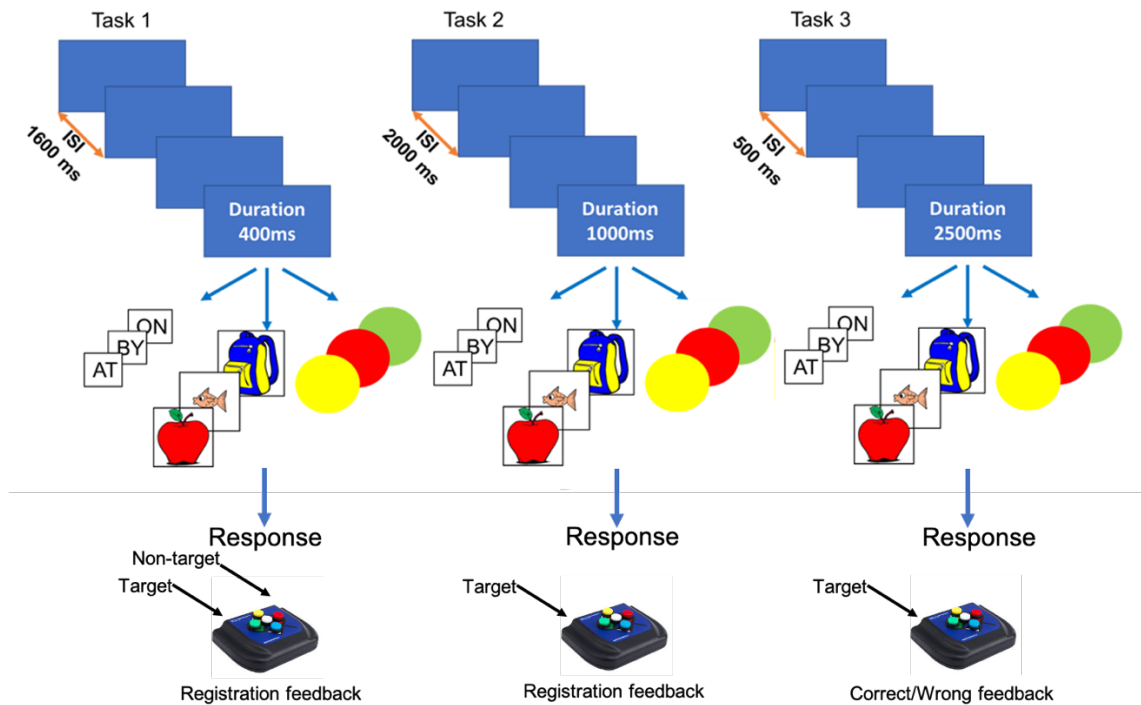 Task 1
Task 2
Task 3
ISI
1600 ms
ISI
2000 ms
ISI
500 ms
Duration
400ms
Duration
1000ms
Duration
2500ms
ON
BY
AT
ON
BY
AT
ON
BY
AT
Response
Response
Response
Non-target
Target
Target
Target
Registration feedback
Registration feedback
Correct/Wrong feedback